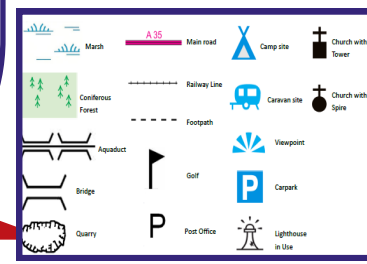 Marsh
Coniferous
Forest
Aquaduct
Bridge
Quarry
A 35
Main road
Railway Line
Footpath
Golf
P
Post Office
Camp site
Caravan site
Viewpoint
P
Carpark
Lighthouse
in Use
Church with
Tower
Church with
Spire